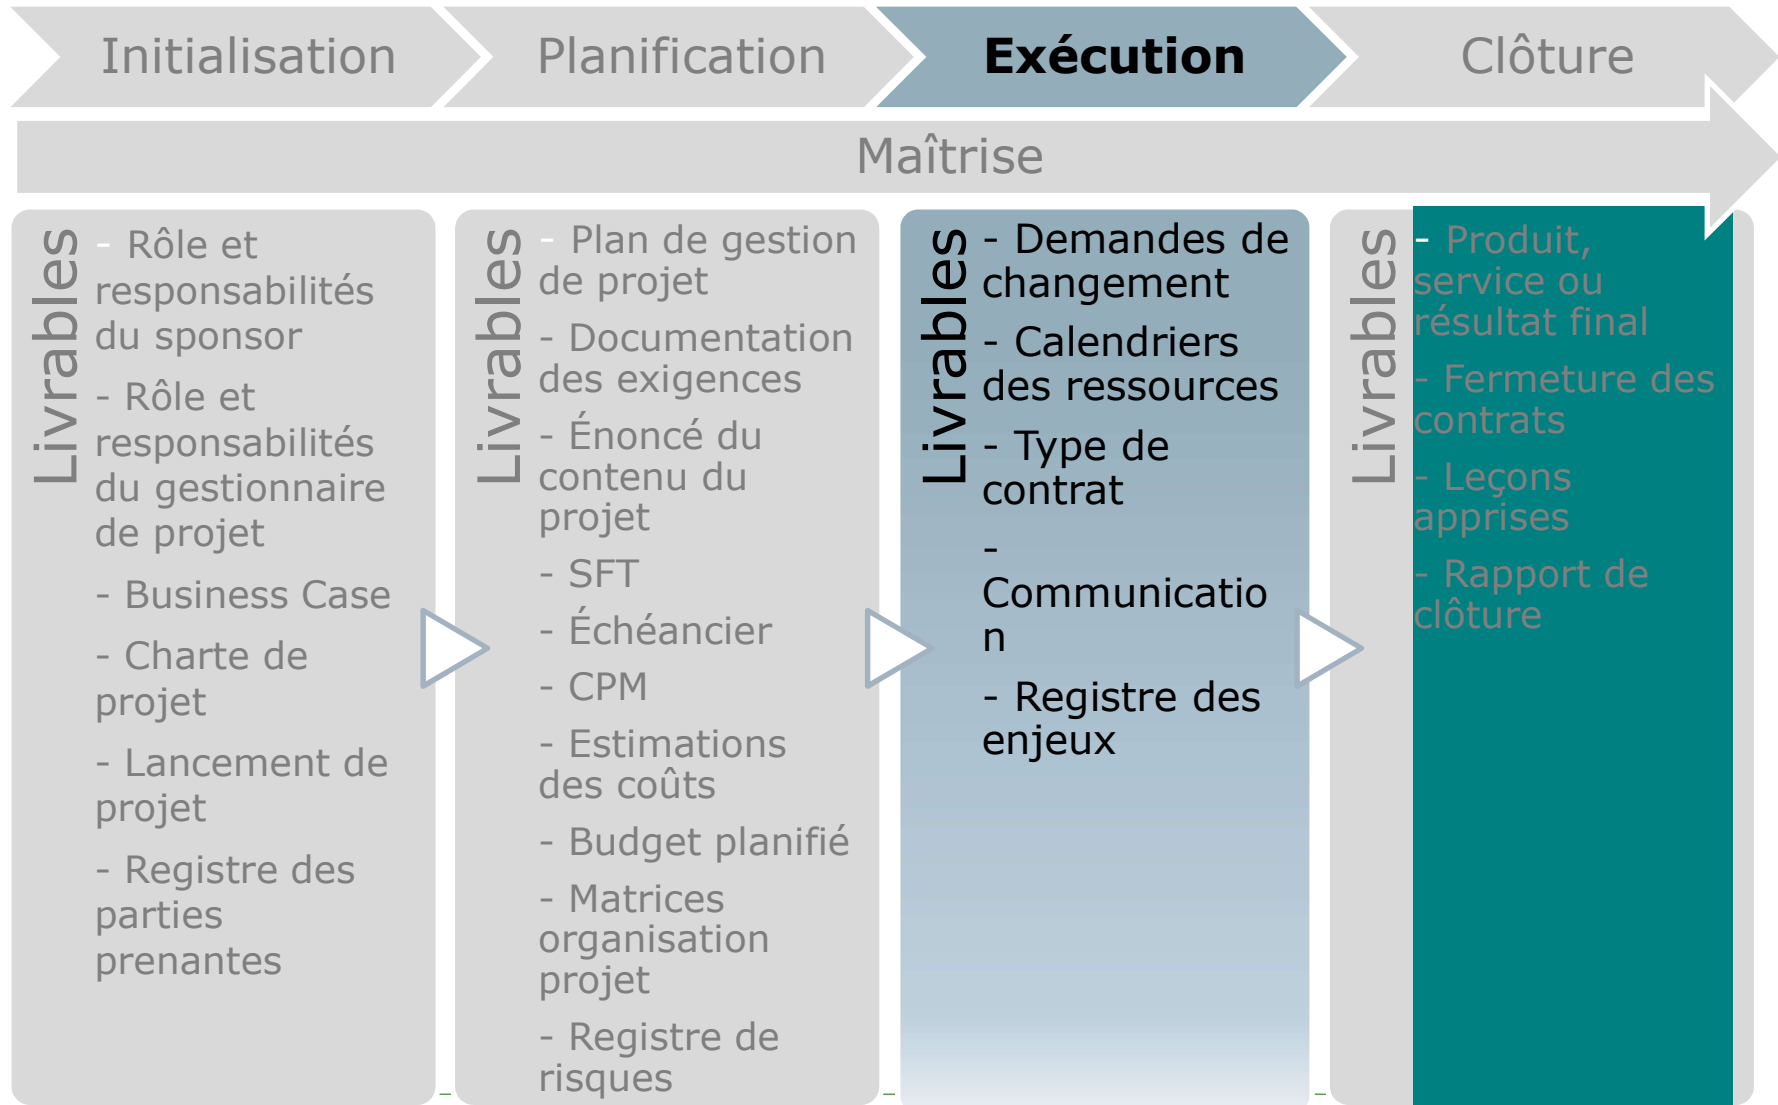 Initialisation
Planification
Exécution
Clôture
Maîtrise
Livrables
- Rôle et
responsabilités
du sponsor
- Rôle et
responsabilités
du gestionnaire
de projet
- Business Case
- Charte de
projet
- Lancement de
projet
- Registre des
parties
prenantes
Livrables
- Plan de gestion
de projet
- Documentation
des exigences
- Énoncé du
contenu du
projet
- SFT
- Échéancier
- CPM
- Estimations
des coûts
- Budget planifié
- Matrices
organisation
projet
- Registre de
risques
Livrables
- Demandes de
changement
- Calendriers
des ressources
- Type de
contrat
-
Communicatio
n
- Registre des
enjeux
Livrables
- Produit,
service ou
résultat final
- Fermeture des
contrats
- Leçons
apprises
- Rapport de
clôture